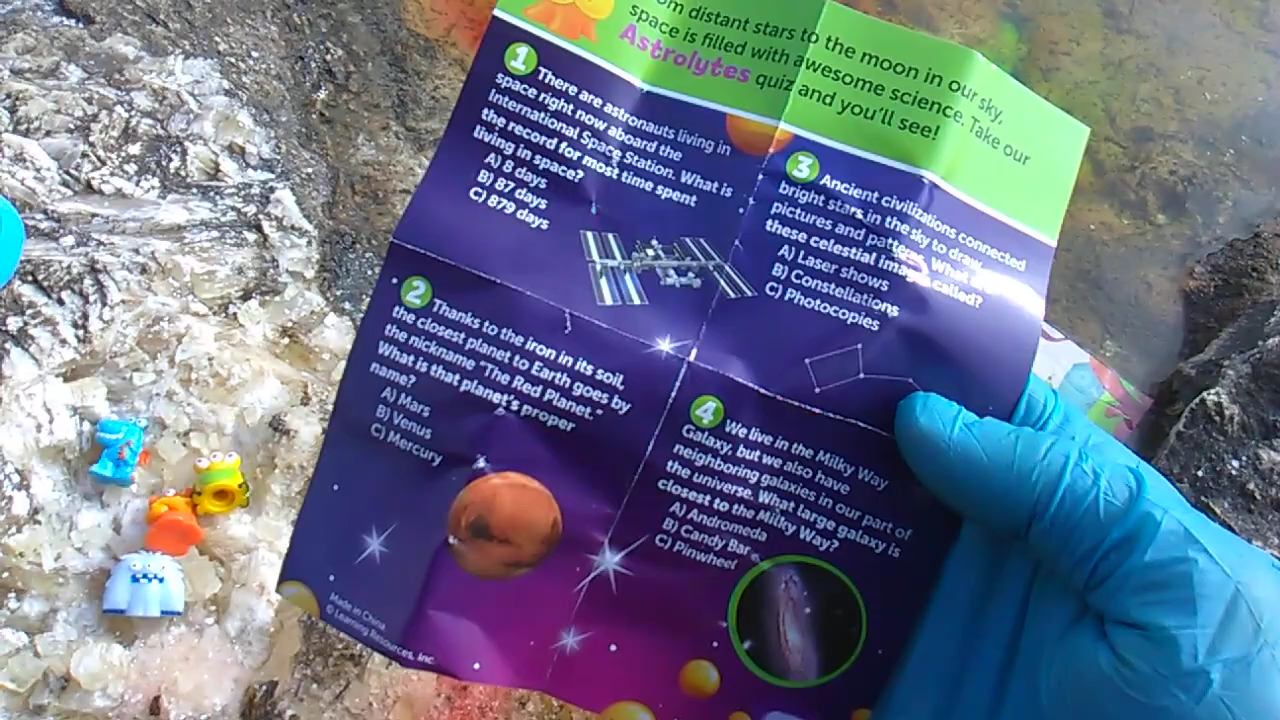 om distant stars to the moon in our sky,
space is filled with awesome science. Take our
Astrolytes quiz and you'll see!
1 There are astronauts living in
space right now aboard the
International Space Station. What is
the record for most time spent
living in space?
A) 8 days
B) 87 days
C) 879 days
2 Thanks to the iron in its soil,
the closest planet to Earth goes by
the nickname "The Red Planet."
What is that planet's proper
name?
A) Mars
B) Venus
C) Mercury
Made in China
© Learning Resources, Inc.
3 Ancient civilizations connected
bright stars in the sky to draw
pictures and patterns. What
these celestial images called?
A) Laser shows
B) Constellations
C) Photocopies
4 We live in the Milky Way
Galaxy, but we also have
neighboring galaxies in our part of
the universe. What large galaxy is
closest to the Milky Way?
A) Andromeda
B) Candy Bar
C) Pinwheel